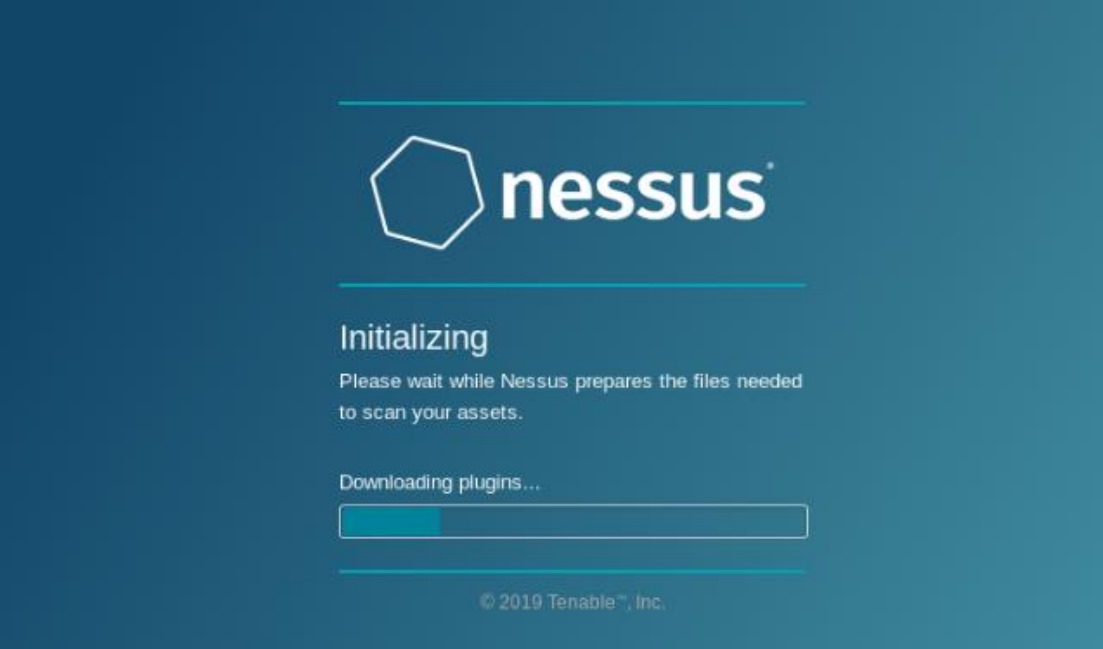 nessus®
Initializing
Please wait while Nessus prepares the files needed
to scan your assets.
Downloading plugins...
© 2019 Tenable™, Inc.